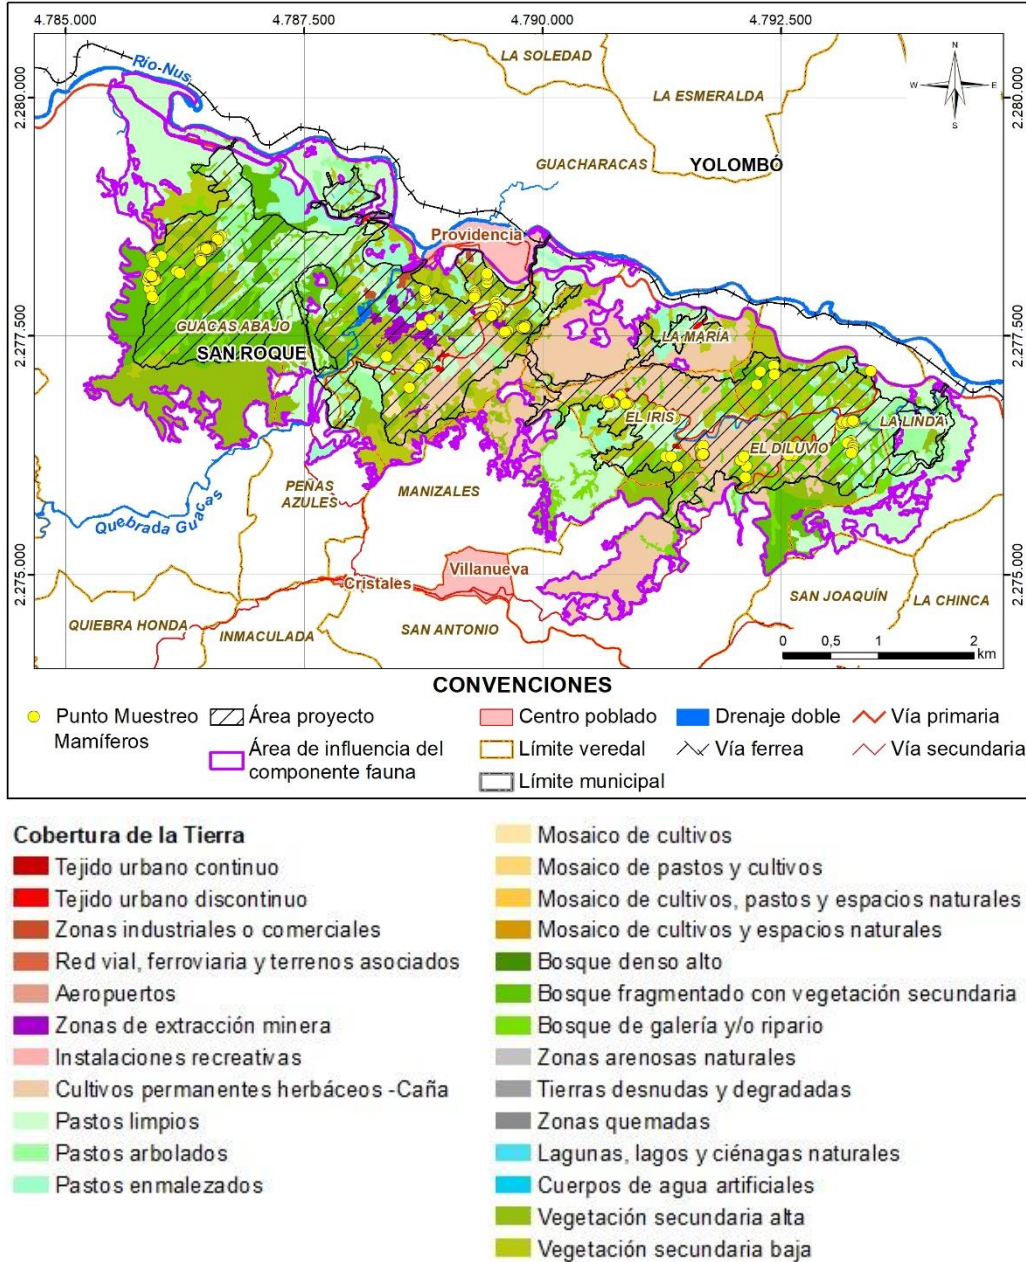 4.785.000 4.787.500 4.790.000 4.792.500
2.280.000 2.280.000
2.277.500 2.277.500
2.275.000 2.275.000
N
W E
S
Río Nus
LA SOLEDAD
LA ESMERALDA
GUACHARACAS
YOLOMBÓ
Providencia
GUACAS ABAJO
SAN ROQUE
LA MARÍA
EL IRIS
LA LINDA
EL DILUVIO
PEÑAS
AZULES
MANIZALES
Quebrada Guacas
Villanueva
Cristales
SAN JOAQUÍN
LA CHINCA
QUIEBRA HONDA
INMACULADA
SAN ANTONIO
0 0,5 1 2
km
CONVENCIONES
Punto Muestreo
Mamíferos
Área proyecto
Área de influencia del
componente fauna
Centro poblado
Límite veredal
Límite municipal
Drenaje doble
Vía ferrea
Vía primaria
Vía secundaria
Cobertura de la Tierra
Tejido urbano continuo
Tejido urbano discontinuo
Zonas industriales o comerciales
Red vial, ferroviaria y terrenos asociados
Aeropuertos
Zonas de extracción minera
Instalaciones recreativas
Cultivos permanentes herbáceos -Caña
Pastos limpios
Pastos arbolados
Pastos enmalezados
Mosaico de cultivos
Mosaico de pastos y cultivos
Mosaico de cultivos, pastos y espacios naturales
Mosaico de cultivos y espacios naturales
Bosque denso alto
Bosque fragmentado con vegetación secundaria
Bosque de galería y/o ripario
Zonas arenosas naturales
Tierras desnudas y degradadas
Zonas quemadas
Lagunas, lagos y ciénagas naturales
Cuerpos de agua artificiales
Vegetación secundaria alta
Vegetación secundaria baja